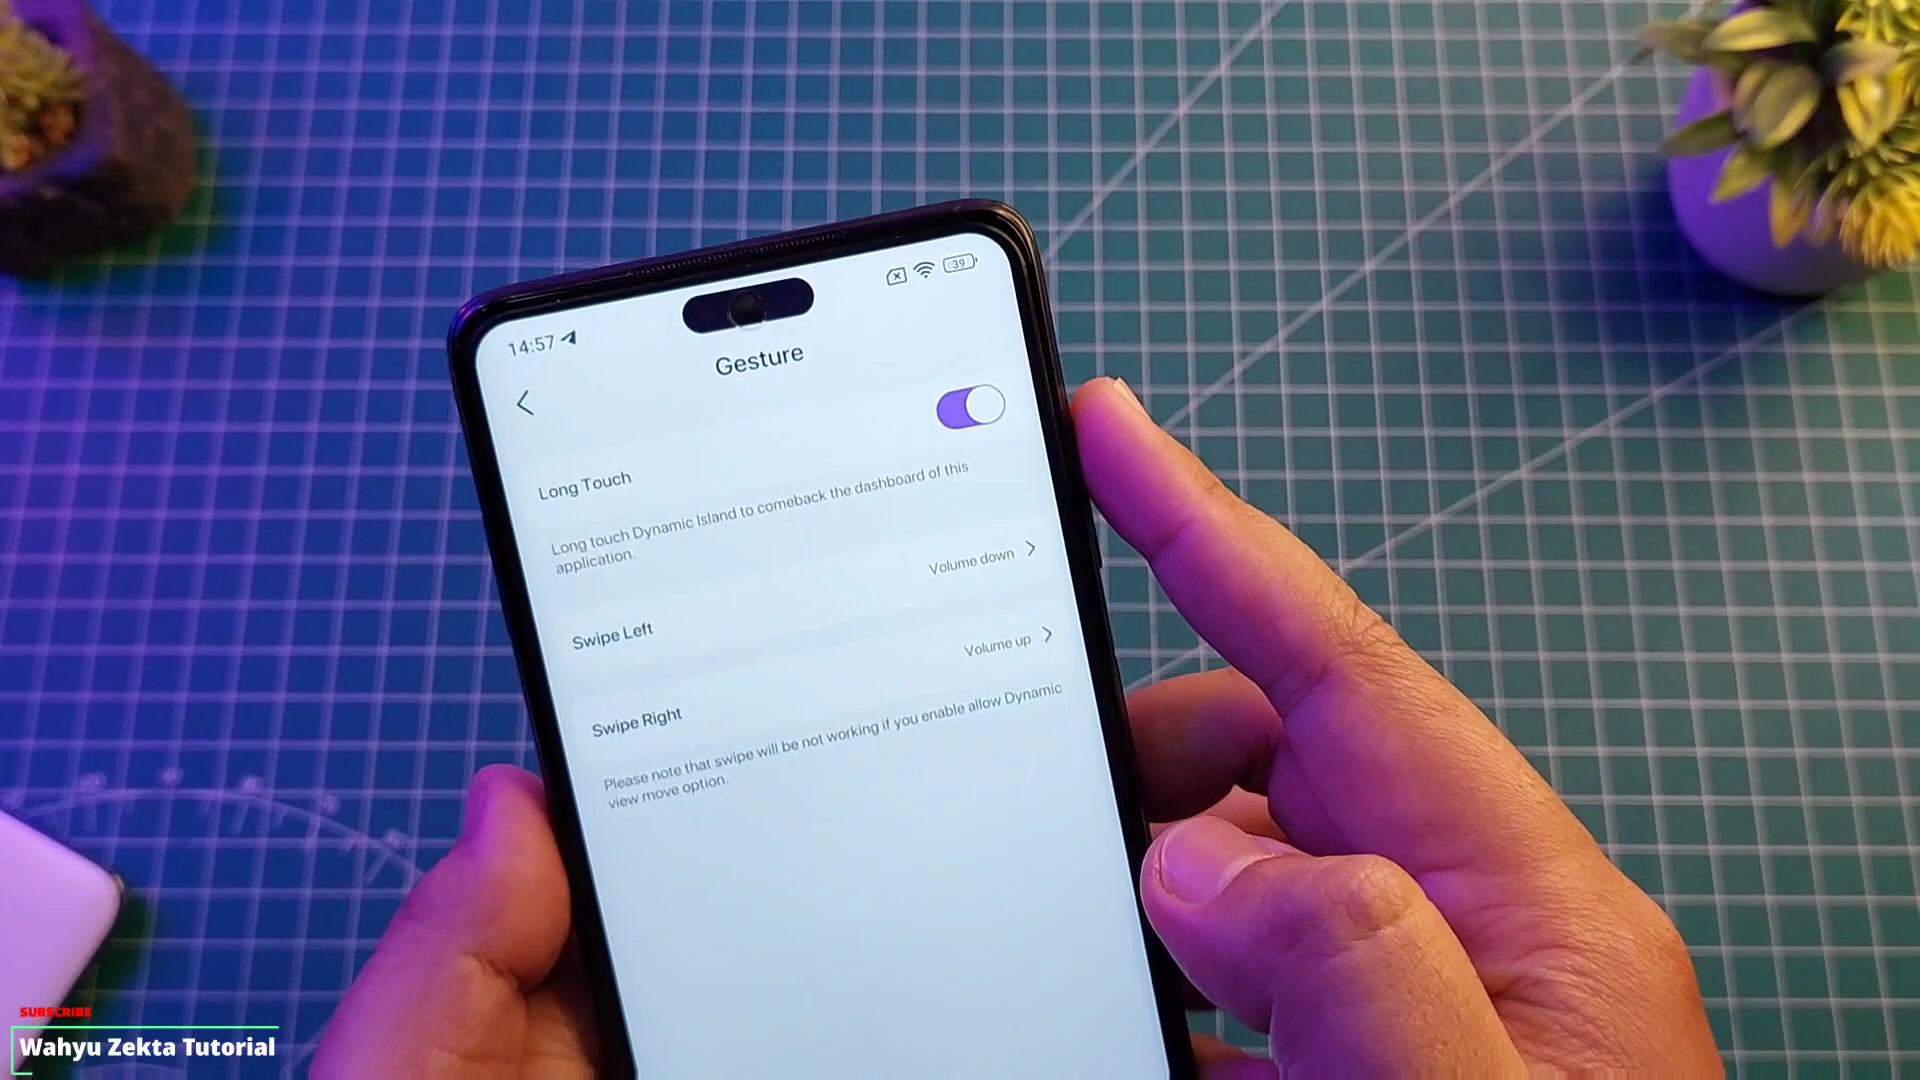 14:57
39
Gesture
Long Touch
Long touch Dynamic Island to comeback the dashboard of this
application.
Volume down
Swipe Left
Volume up
Swipe Right
Please note that swipe will be not working if you enable allow Dynamic
view move option.
SUBSCRIBE
Wahyu Zekta Tutorial